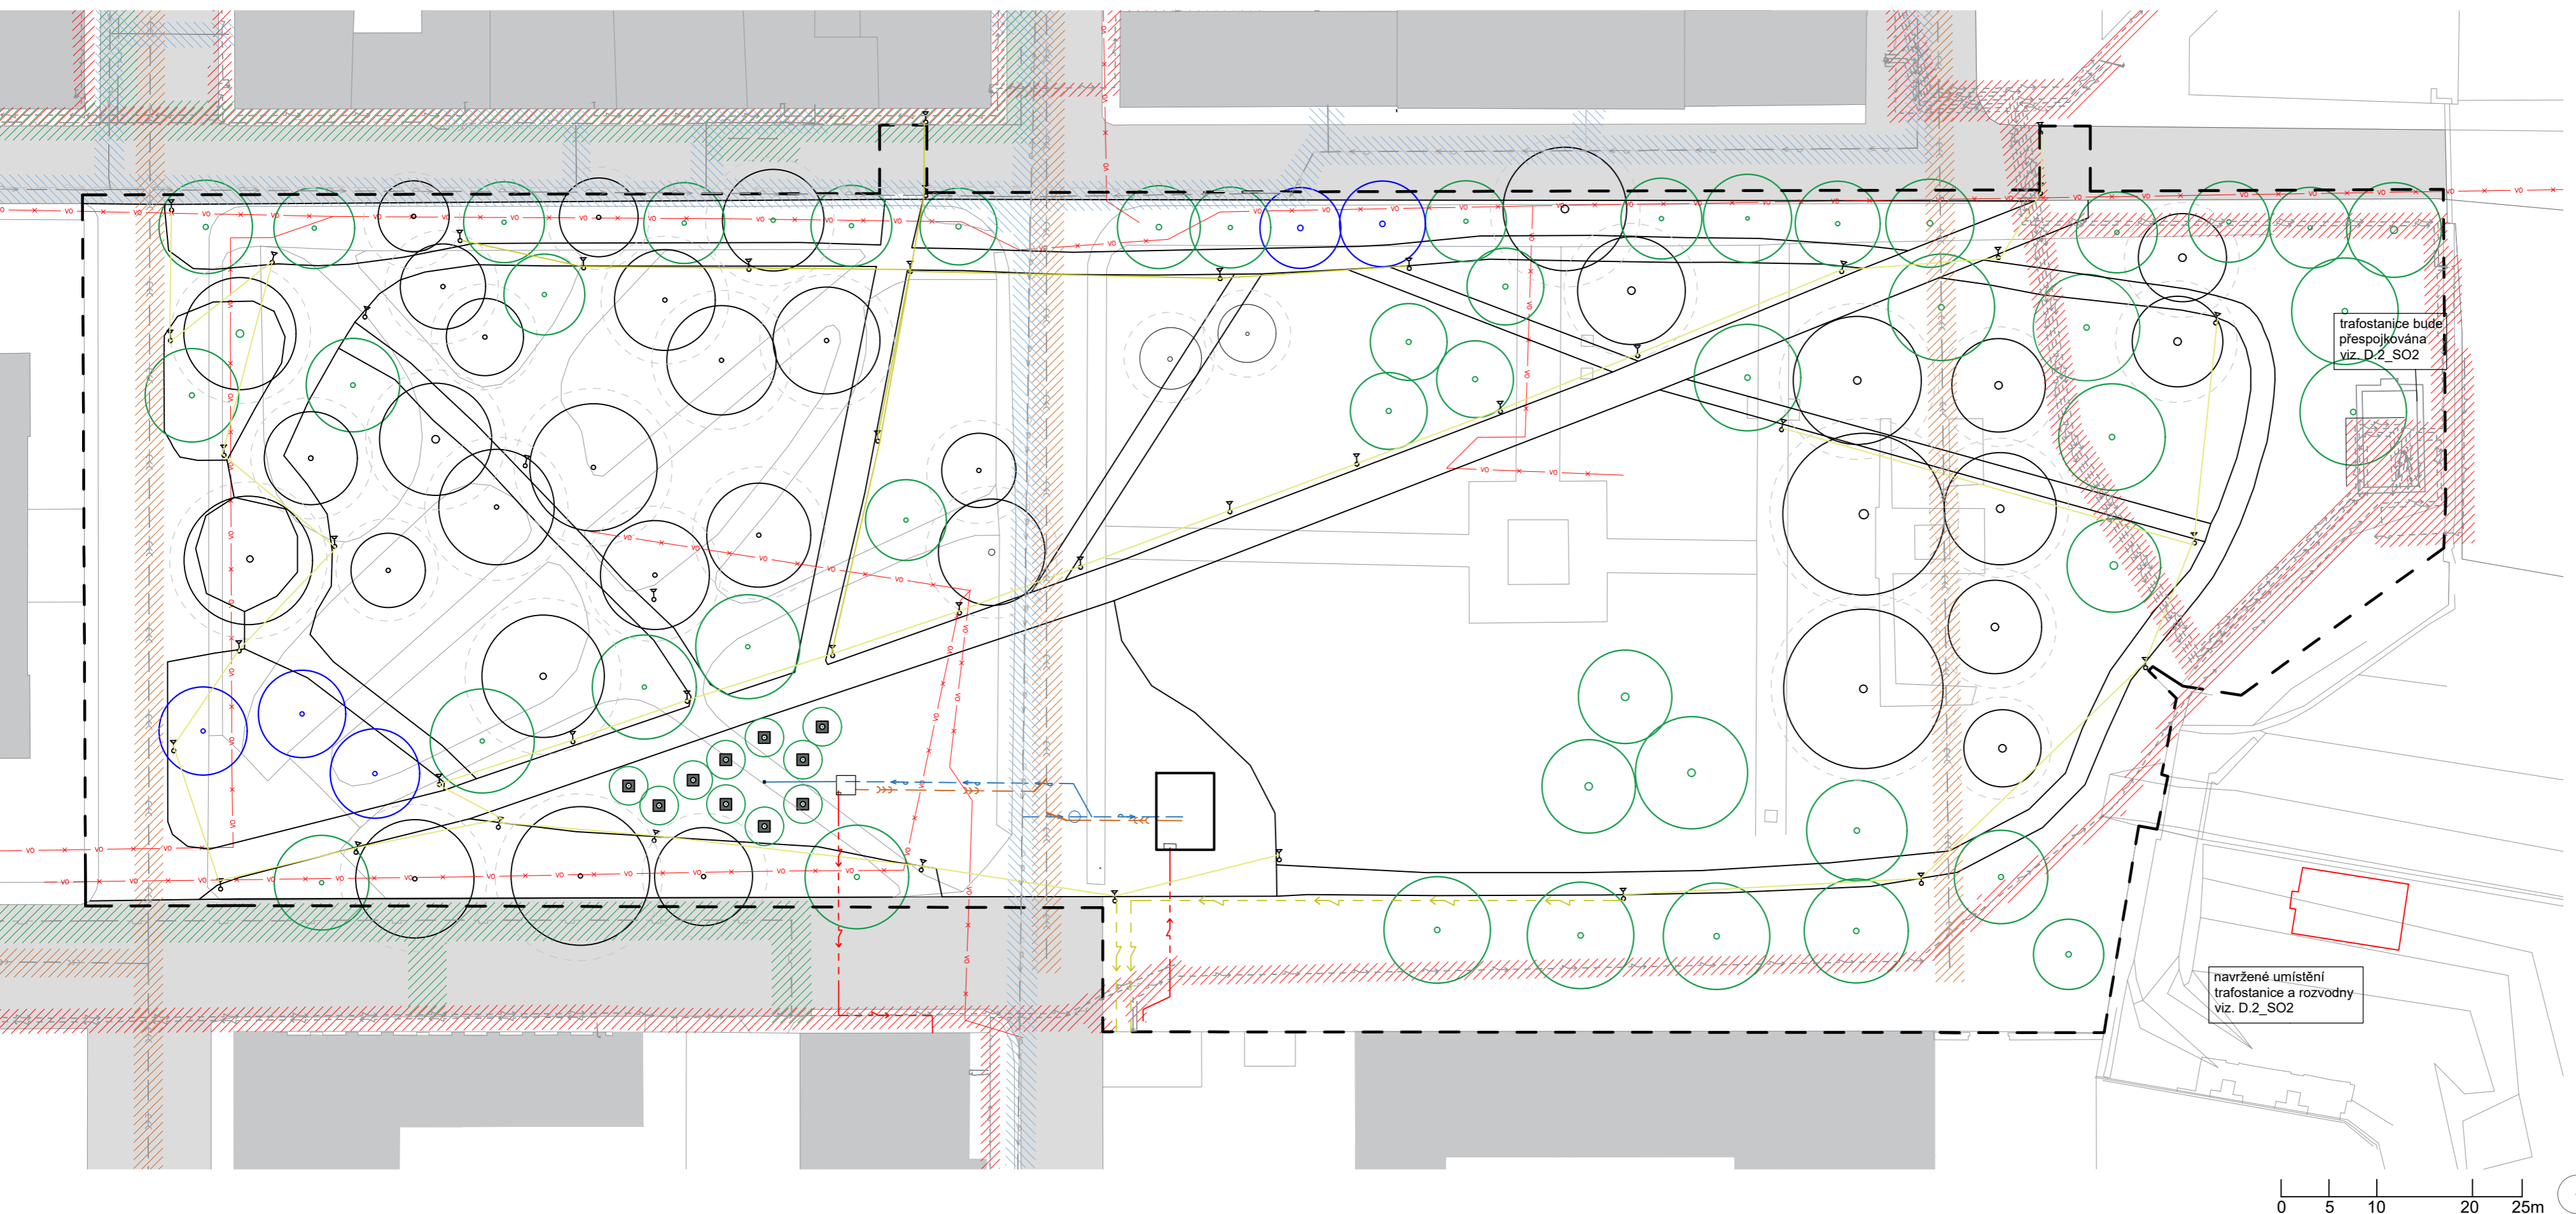 trafostanice bude
přespojkována
viz. D.2_SO2
navržené umístění
trafostanice a rozvodny
viz. D.2_SO2
0 5 10 20 25m